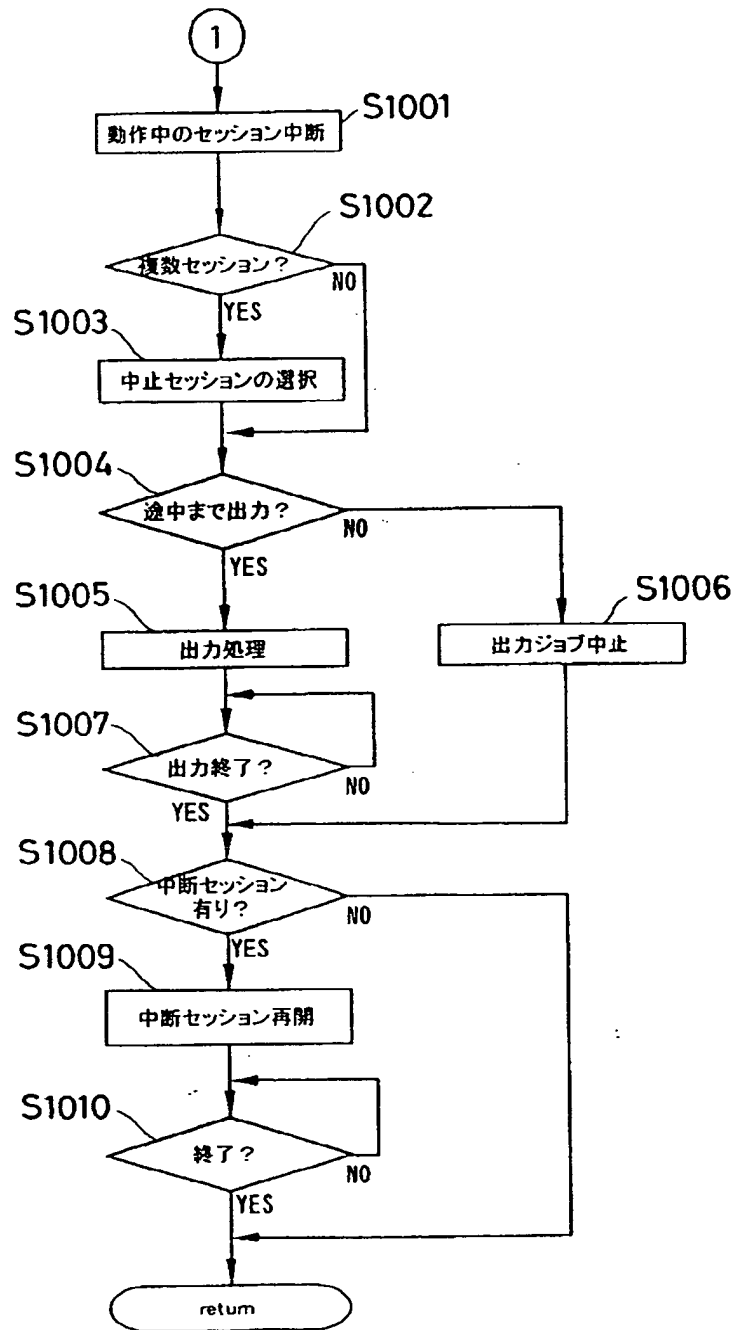 1
S1001
動作中のセッション中断
S1002
複数セッション?
NO
YES
S1003
中止セッションの選択
S1004
途中まで出力?
NO
YES
S1005
出力処理
S1006
出力ジョブ中止
S1007
出力終了?
NO
YES
S1008
中断セッション
有り?
NO
YES
S1009
中断セッション再開
S1010
終了?
NO
YES
return